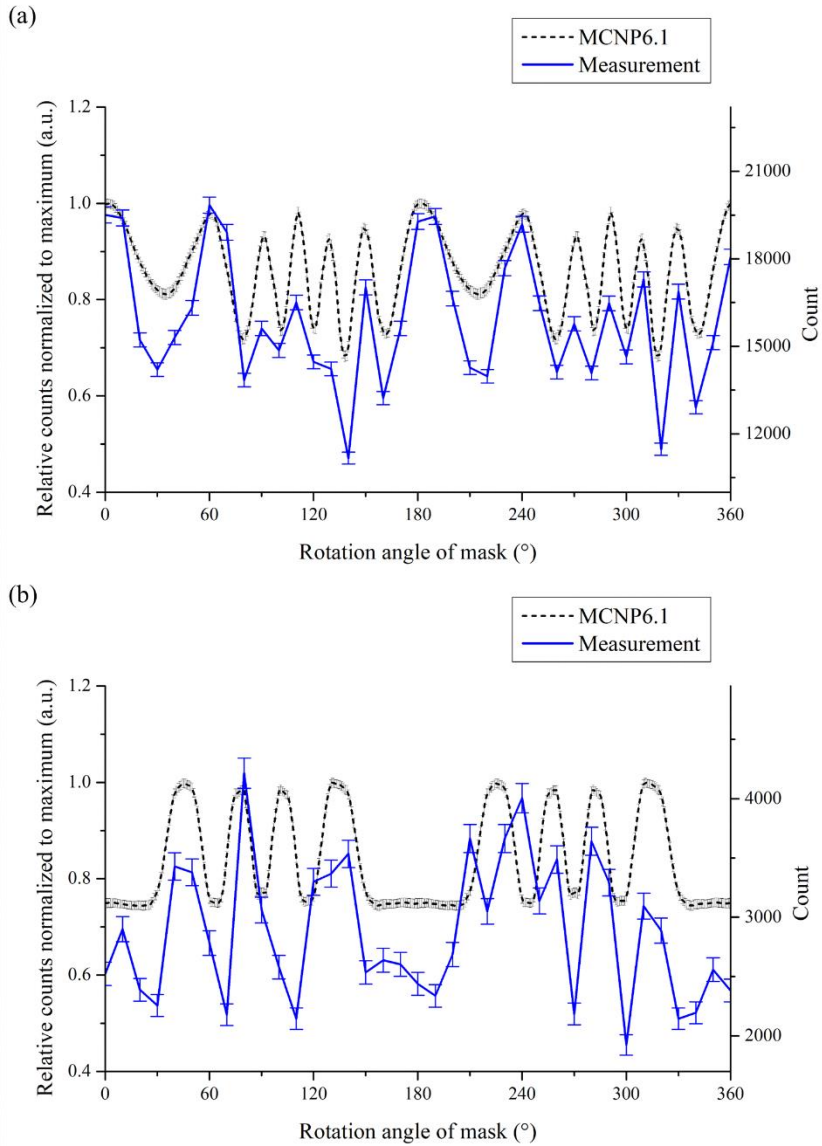 (a)
MCNP6.1
Measurement
Relative counts normalized to maximum (a.u.)
1.2
1.0
0.8
0.6
0.4
21000
18000
15000
12000
Count
0
60
120
180
240
300
360
Rotation angle of mask (°)
(b)
MCNP6.1
Measurement
Relative counts normalized to maximum (a.u.)
1.2
1.0
0.8
0.6
0.4
4000
3000
2000
Count
0
60
120
180
240
300
360
Rotation angle of mask (°)